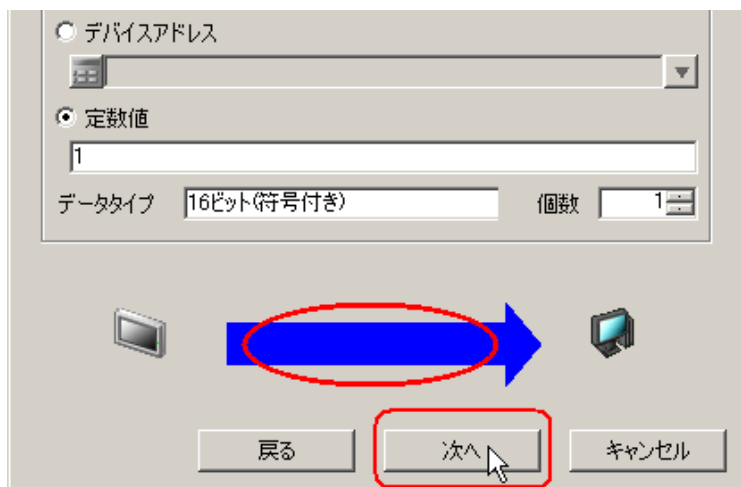 デバイスアドレス
定数値
1
データタイプ 16ビット(符号付き) 個数 1
戻る 次へ キャンセル